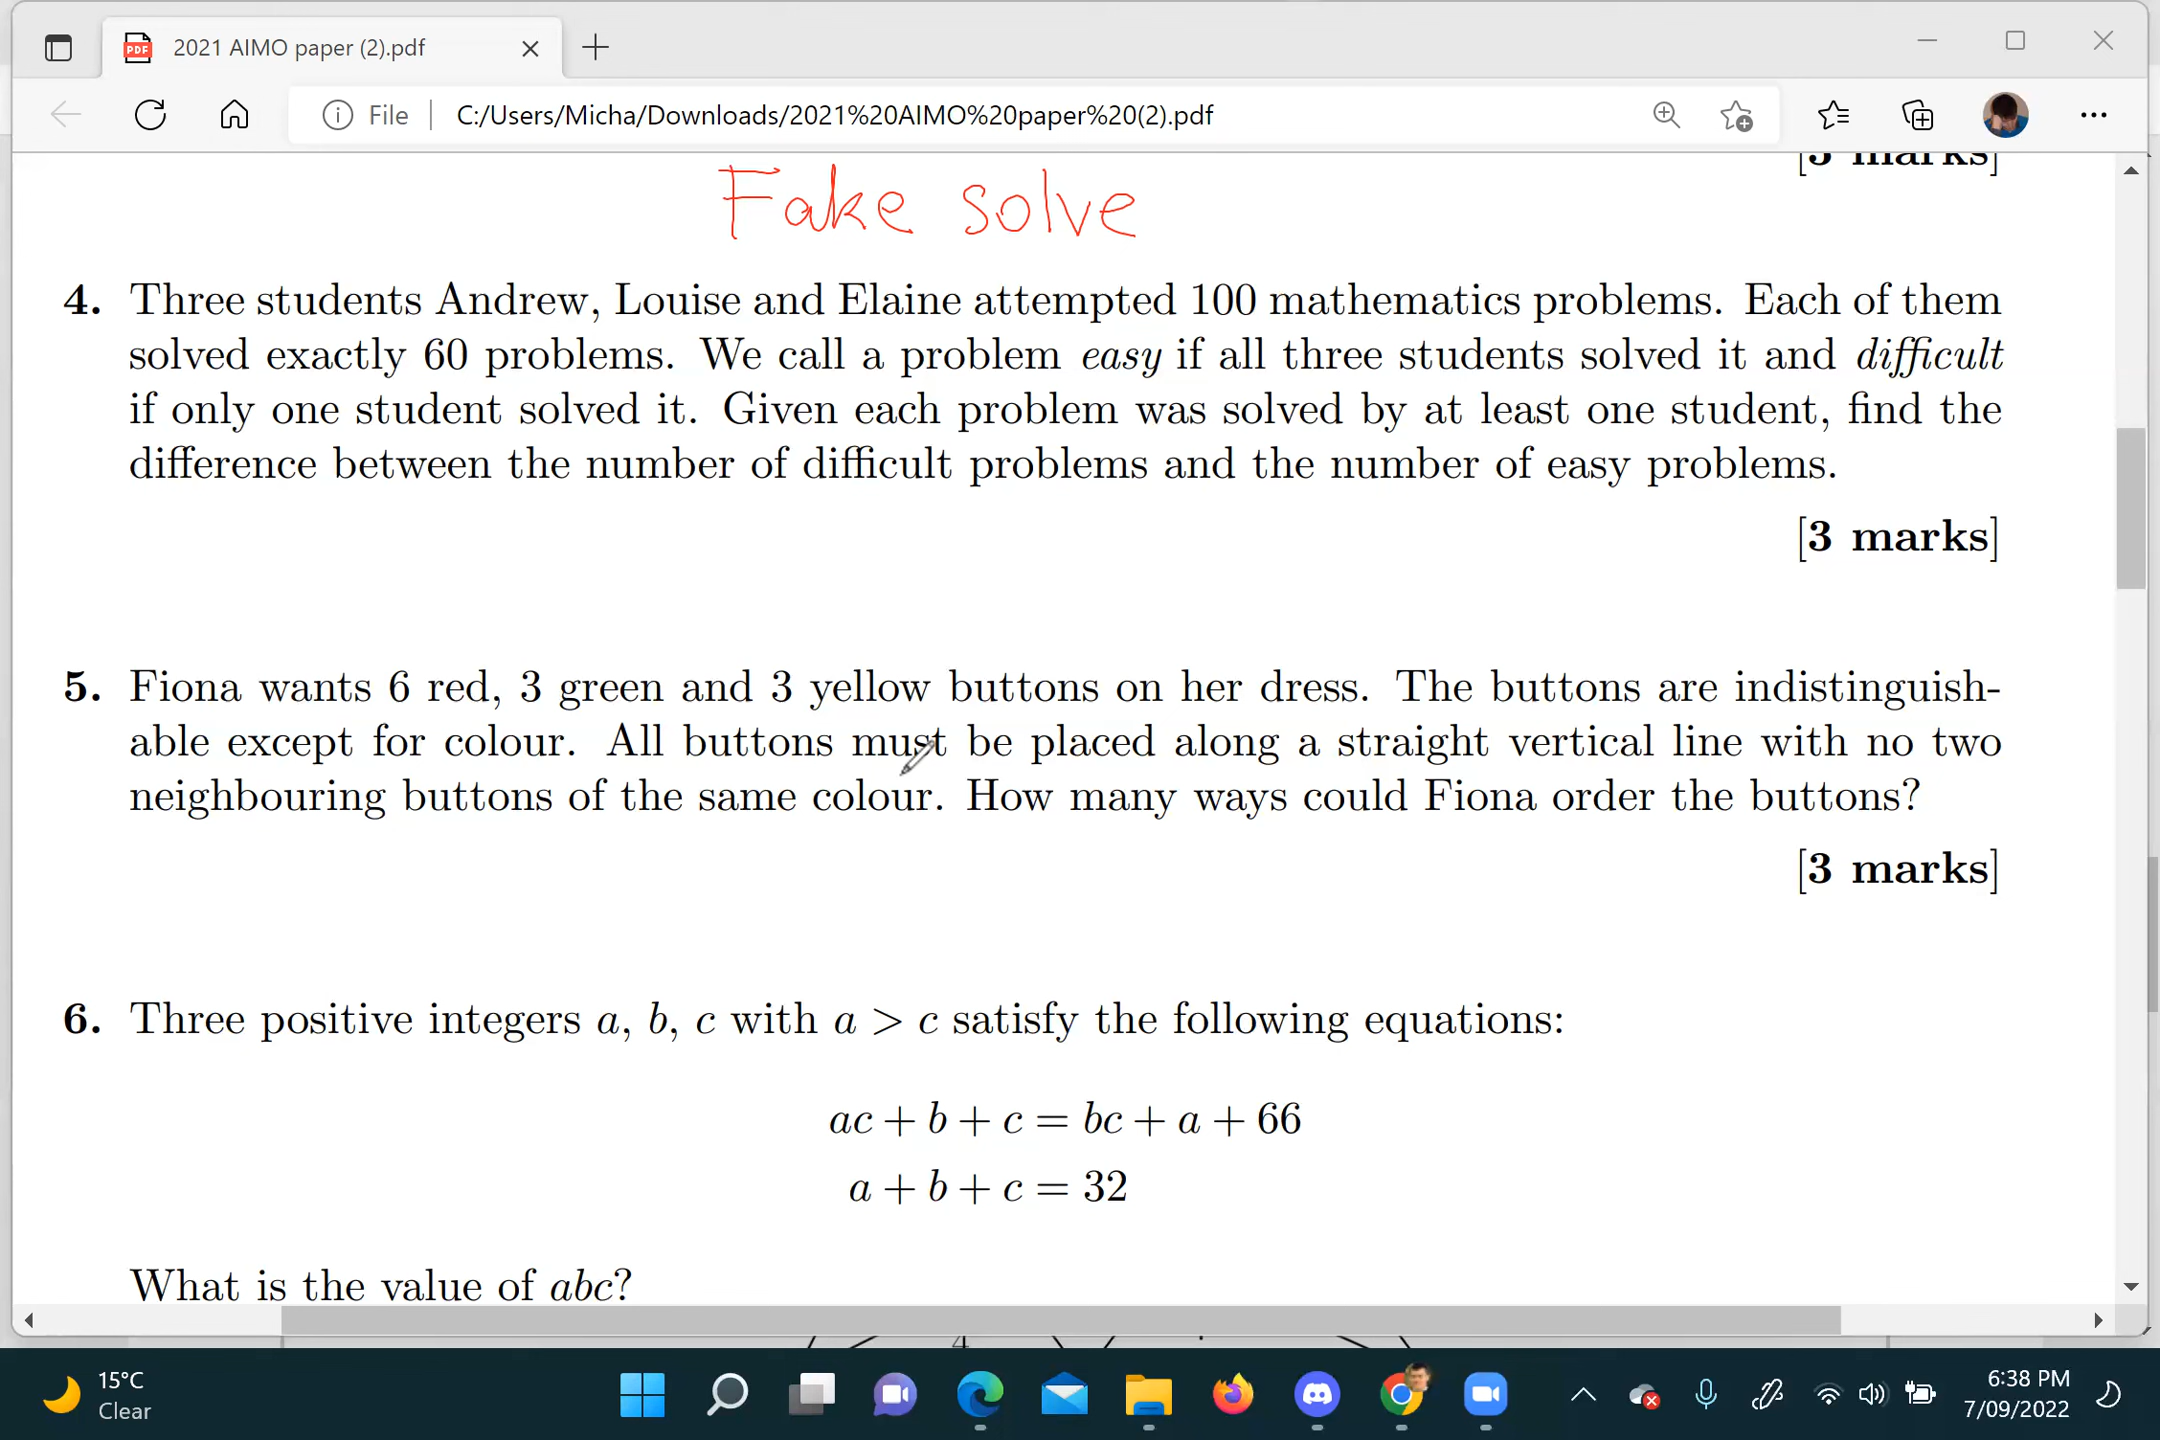 2021 AIMO paper (2).pdf
File
C:/Users/Micha/Downloads/2021%20AIMO%20paper%20(2).pdf
[3 marks]
Fake solve
4. Three students Andrew, Louise and Elaine attempted 100 mathematics problems. Each of them
solved exactly 60 problems. We call a problem easy if all three students solved it and difficult
if only one student solved it. Given each problem was solved by at least one student, find the
difference between the number of difficult problems and the number of easy problems.
[3 marks]
5. Fiona wants 6 red, 3 green and 3 yellow buttons on her dress. The buttons are indistinguish-
able except for colour. All buttons must be placed along a straight vertical line with no two
neighbouring buttons of the same colour. How many ways could Fiona order the buttons?
[3 marks]
6. Three positive integers a, b, c with a > c satisfy the following equations:
ac + b + c = bc + a + 66
a + b + c = 32
What is the value of abc?
15°C
Clear
6:38 PM
7/09/2022